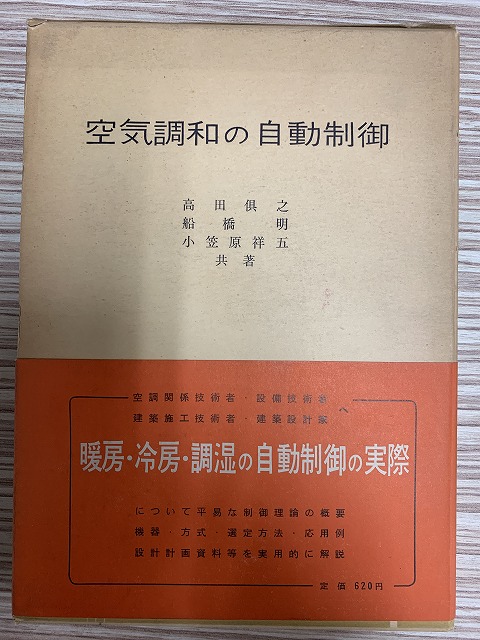 空気調和の自動制御
高田倶之
船橋明
小笠原祥五
共著
空調関係技術者・設備技術者
建築施工技術者・建築設計家
へ
暖房・冷房・調湿の自動制御の実際
について平易な制御理論の概要
機器・方式・選定方法・応用例
設計計画資料等を実用的に解説
定価 620円